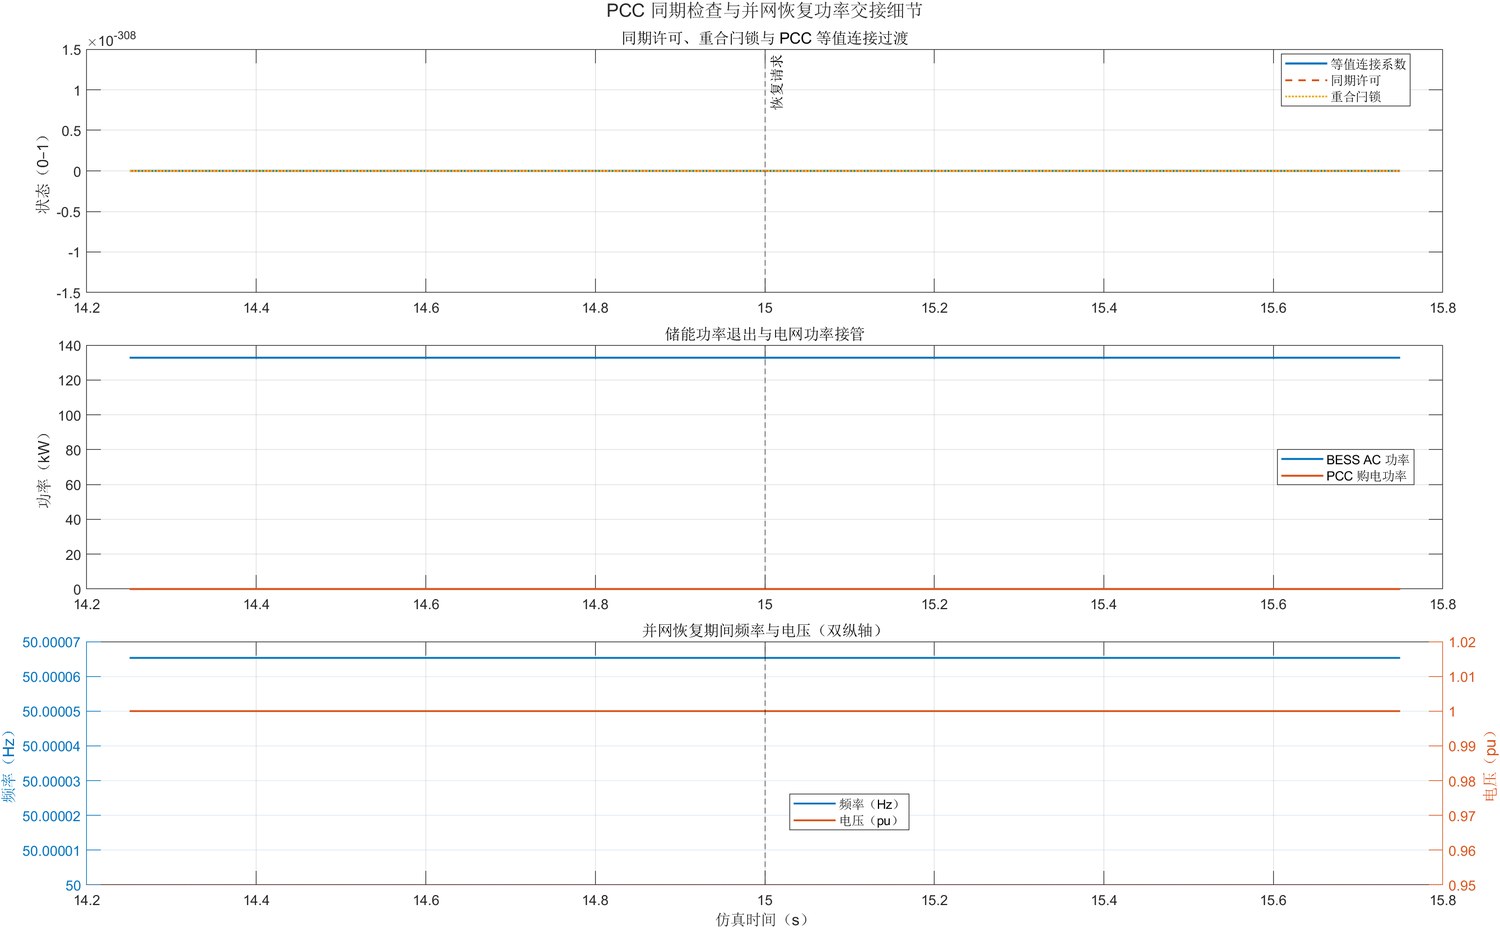 PCC 同期检查与并网恢复功率交接细节
×10-308
同期许可、重合闩锁与 PCC 等值连接过渡
1.5
1
0.5
0
-0.5
-1
-1.5
状态（0-1）
恢复请求
等值连接系数
同期许可
重合闩锁
14.2 14.4 14.6 14.8 15 15.2 15.4 15.6 15.8
储能功率退出与电网功率接管
140
120
100
80
60
40
20
0
功率（kW）
BESS AC 功率
PCC 购电功率
14.2 14.4 14.6 14.8 15 15.2 15.4 15.6 15.8
并网恢复期间频率与电压（双纵轴）
50.00007
50.00006
50.00005
50.00004
50.00003
50.00002
50.00001
50
频率（Hz）
频率（Hz）
电压（pu）
1.02
1.01
1
0.99
0.98
0.97
0.96
0.95
电压（pu）
14.2 14.4 14.6 14.8 15 15.2 15.4 15.6 15.8
仿真时间（s）